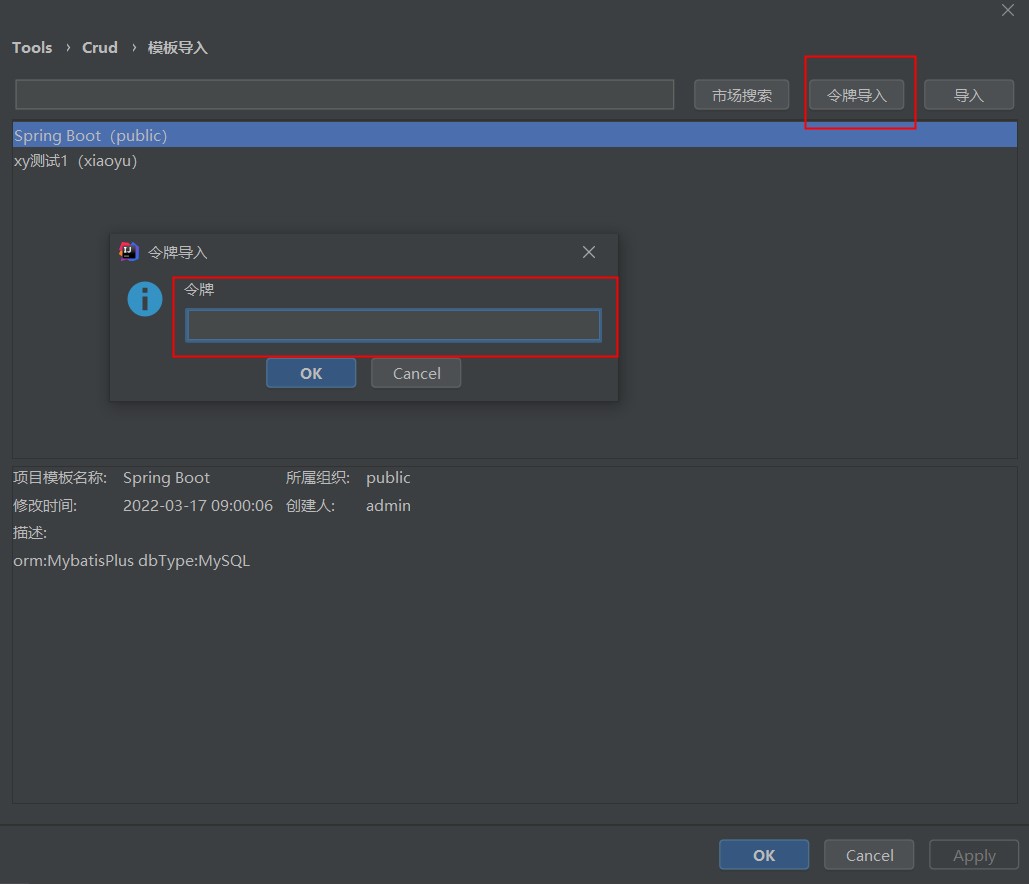 Tools › Crud › 模板导入
市场搜索 令牌导入 导入
Spring Boot（public）
xy测试1（xiaoyu）
令牌导入
令牌
OK Cancel
项目模板名称: Spring Boot 所属组织: public
修改时间: 2022-03-17 09:00:06 创建人: admin
描述:
orm:MybatisPlus dbType:MySQL
OK Cancel Apply